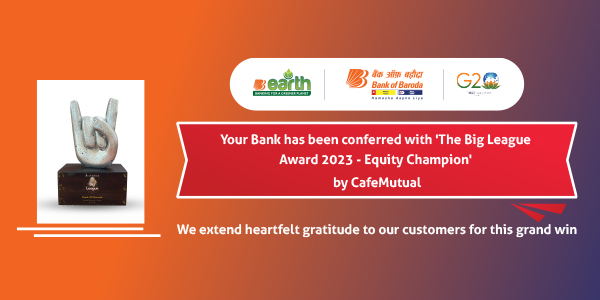 earth
BANKING FOR A GREENER PLANET
बैंक ऑफ़ बड़ौदा
Bank of Baroda
G20
Your Bank has been conferred with 'The Big League
Award 2023 - Equity Champion'
by CafeMutual
We extend heartfelt gratitude to our customers for this grand win